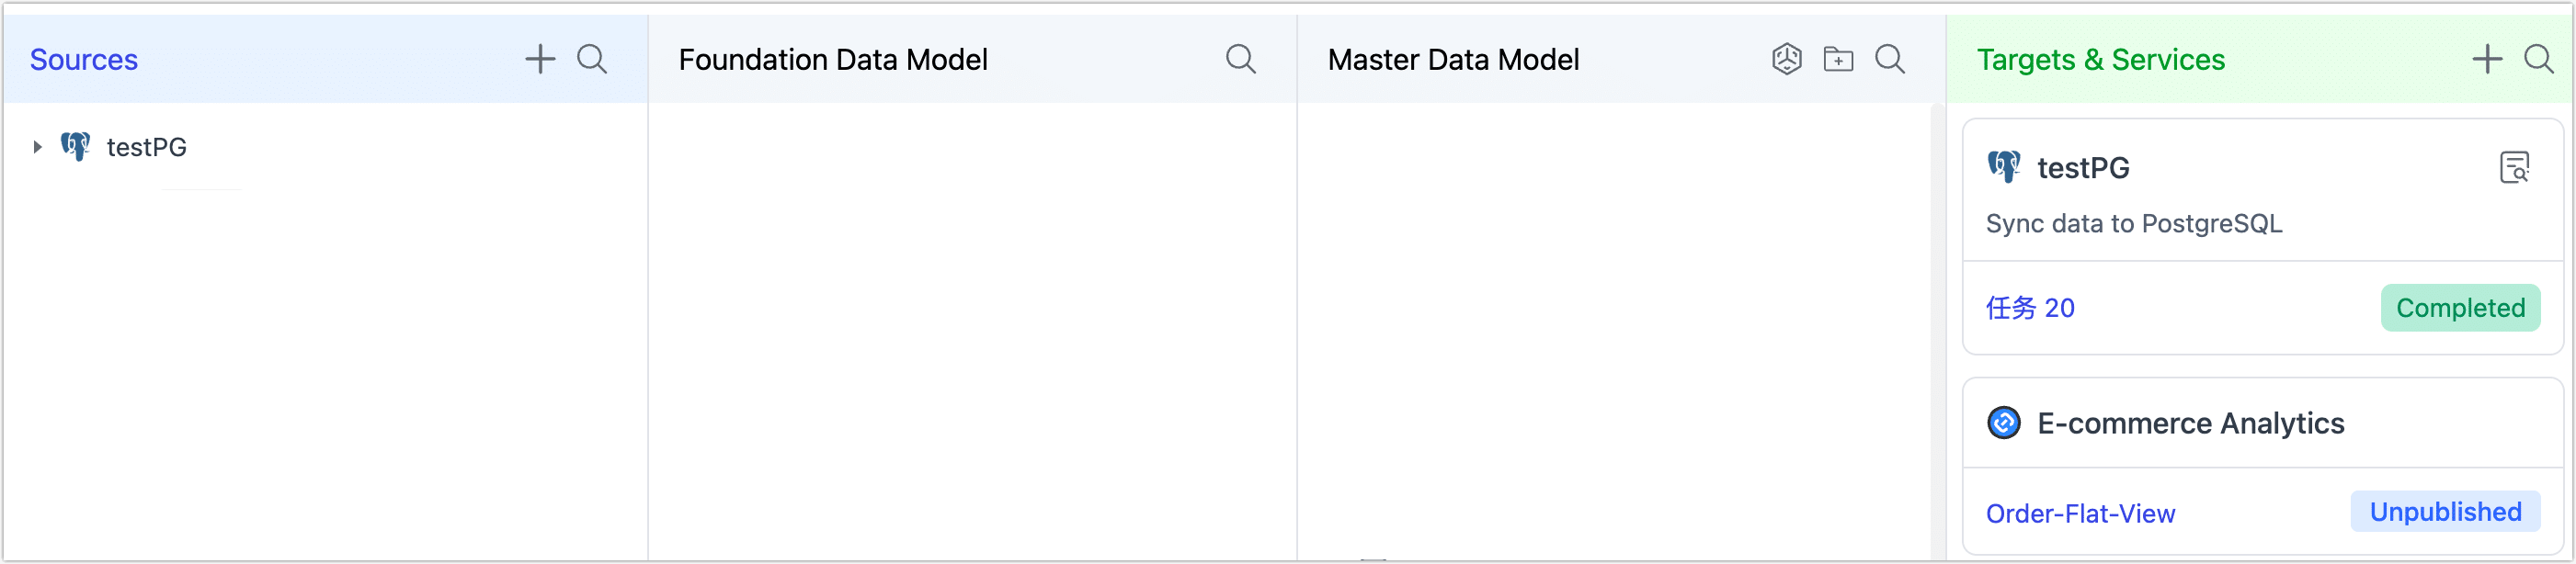 Sources
Foundation Data Model
Master Data Model
Targets & Services
testPG
testPG
Sync data to PostgreSQL
任务 20
Completed
E-commerce Analytics
Order-Flat-View
Unpublished